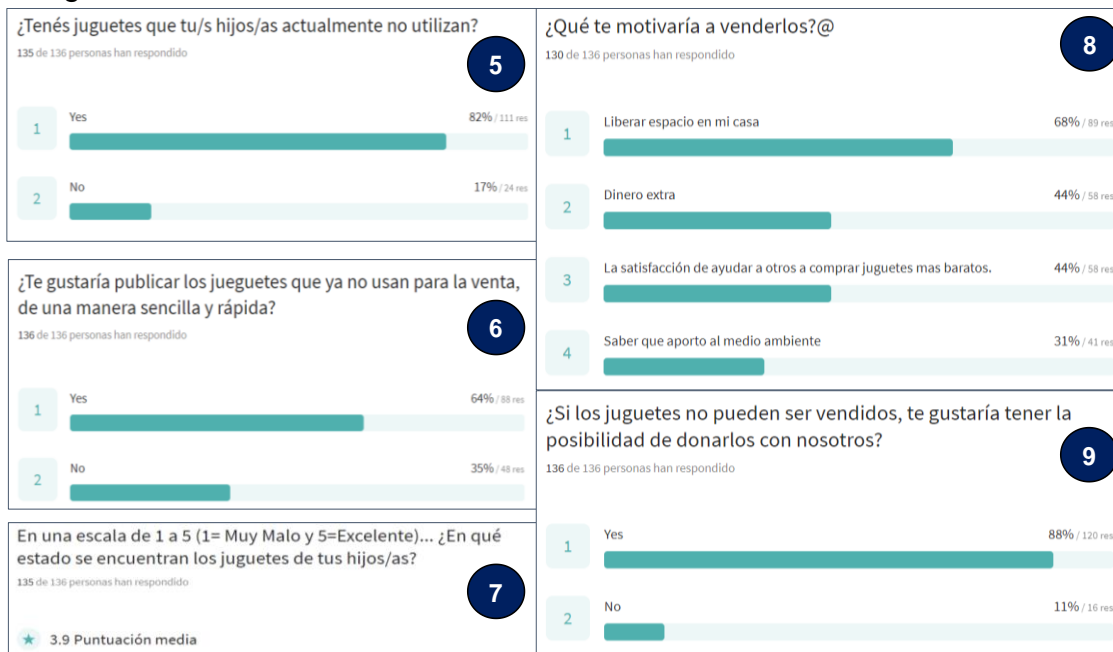 ¿Tenés juguetes que tu/s hijos/as actualmente no utilizan?
135 de 136 personas han respondido
5
1
Yes
82% / 111 res
2
No
17% / 24 res
¿Te gustaría publicar los jueguetes que ya no usan para la venta,
de una manera sencilla y rápida?
136 de 136 personas han respondido
6
1
Yes
64% / 88 res
2
No
35% / 48 res
En una escala de 1 a 5 (1= Muy Malo y 5=Excelente)... ¿En qué
estado se encuentran los juguetes de tus hijos/as?
135 de 136 personas han respondido
7
3.9 Puntuación media
¿Qué te motivaría a venderlos?@
130 de 136 personas han respondido
8
1
Liberar espacio en mi casa
68% / 89 res
2
Dinero extra
44% / 58 res
3
La satisfacción de ayudar a otros a comprar juguetes mas baratos.
44% / 58 res
4
Saber que aporto al medio ambiente
31% / 41 res
¿Si los juguetes no pueden ser vendidos, te gustaría tener la
posibilidad de donarlos con nosotros?
136 de 136 personas han respondido
9
1
Yes
88% / 120 res
2
No
11% / 16 res